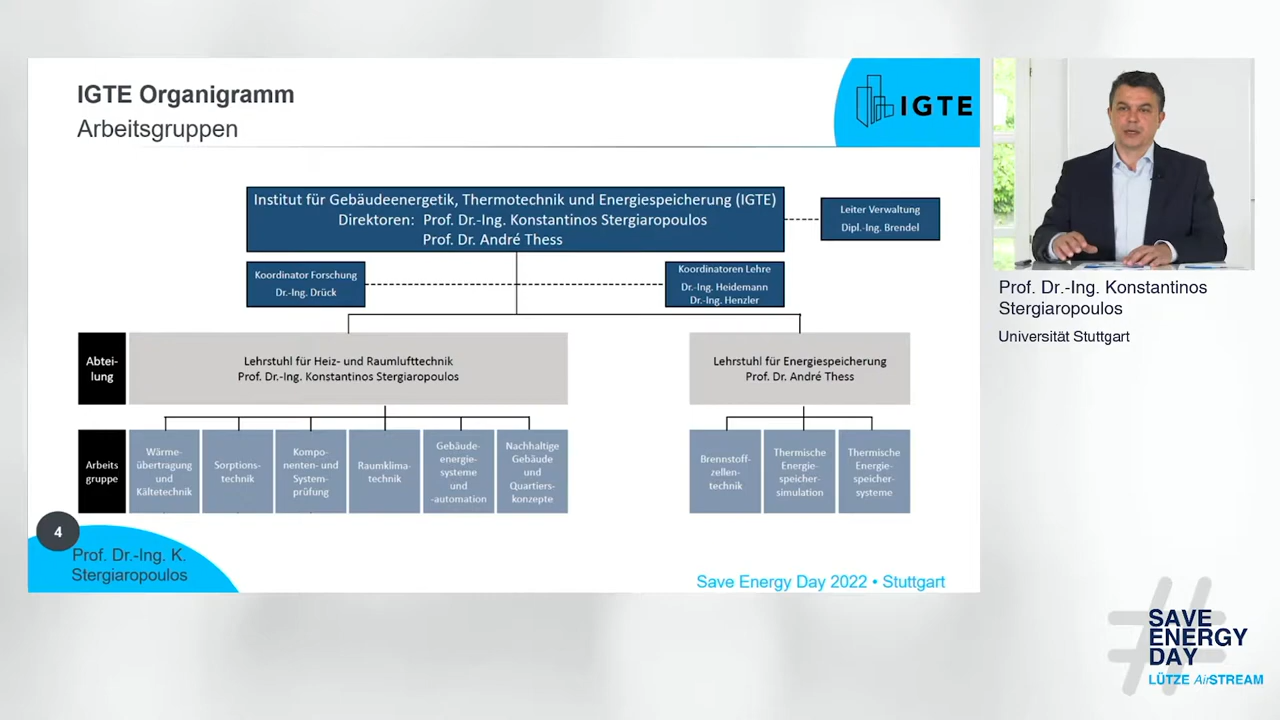 IGTE Organigramm
Arbeitsgruppen
IGTE
Institut für Gebäudeenergetik, Thermotechnik und Energiespeicherung (IGTE)
Direktoren: Prof. Dr.-Ing. Konstantinos Stergiaropoulos
Prof. Dr. André Thess
Leiter Verwaltung
Dipl.-Ing. Brendel
Koordinator Forschung
Dr.-Ing. Drück
Koordinatoren Lehre
Dr.-Ing. Heidemann
Dr.-Ing. Henzler
Abtei-
lung
Lehrstuhl für Heiz- und Raumlufttechnik
Prof. Dr.-Ing. Konstantinos Stergiaropoulos
Lehrstuhl für Energiespeicherung
Prof. Dr. André Thess
Arbeits
gruppe
Wärme-
übertragung
und
Kältetechnik
Sorptions-
technik
Kompo-
nenten- und
System-
prüfung
Raumklima-
technik
Gebäude-
energie-
systeme
und
-automation
Nachhaltige
Gebäude
und
Quartiers-
konzepte
Brennstoff-
zellen-
technik
Thermische
Energie-
speicher-
simulation
Thermische
Energie-
speicher-
systeme
4
Prof. Dr.-Ing. K.
Stergiaropoulos
Save Energy Day 2022 • Stuttgart
Prof. Dr.-Ing. Konstantinos
Stergiaropoulos
Universität Stuttgart
#
SAVE
ENERGY
DAY
LÜTZE AirSTREAM